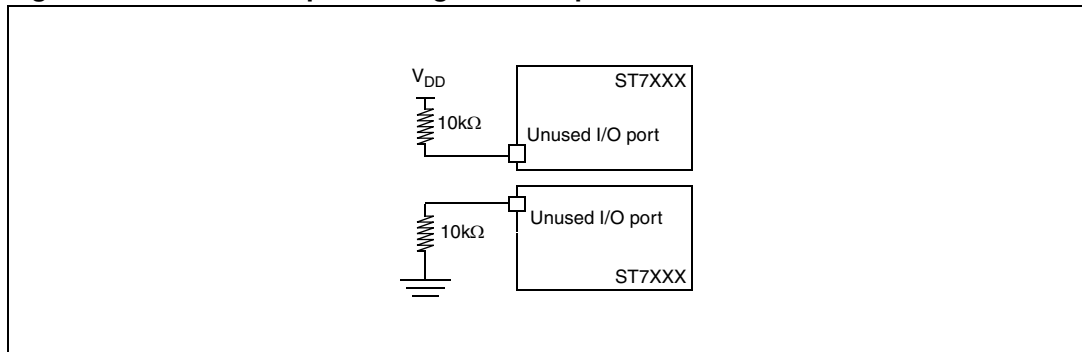 V_DD
ST7XXX
10kΩ
Unused I/O port
Unused I/O port
10kΩ
ST7XXX